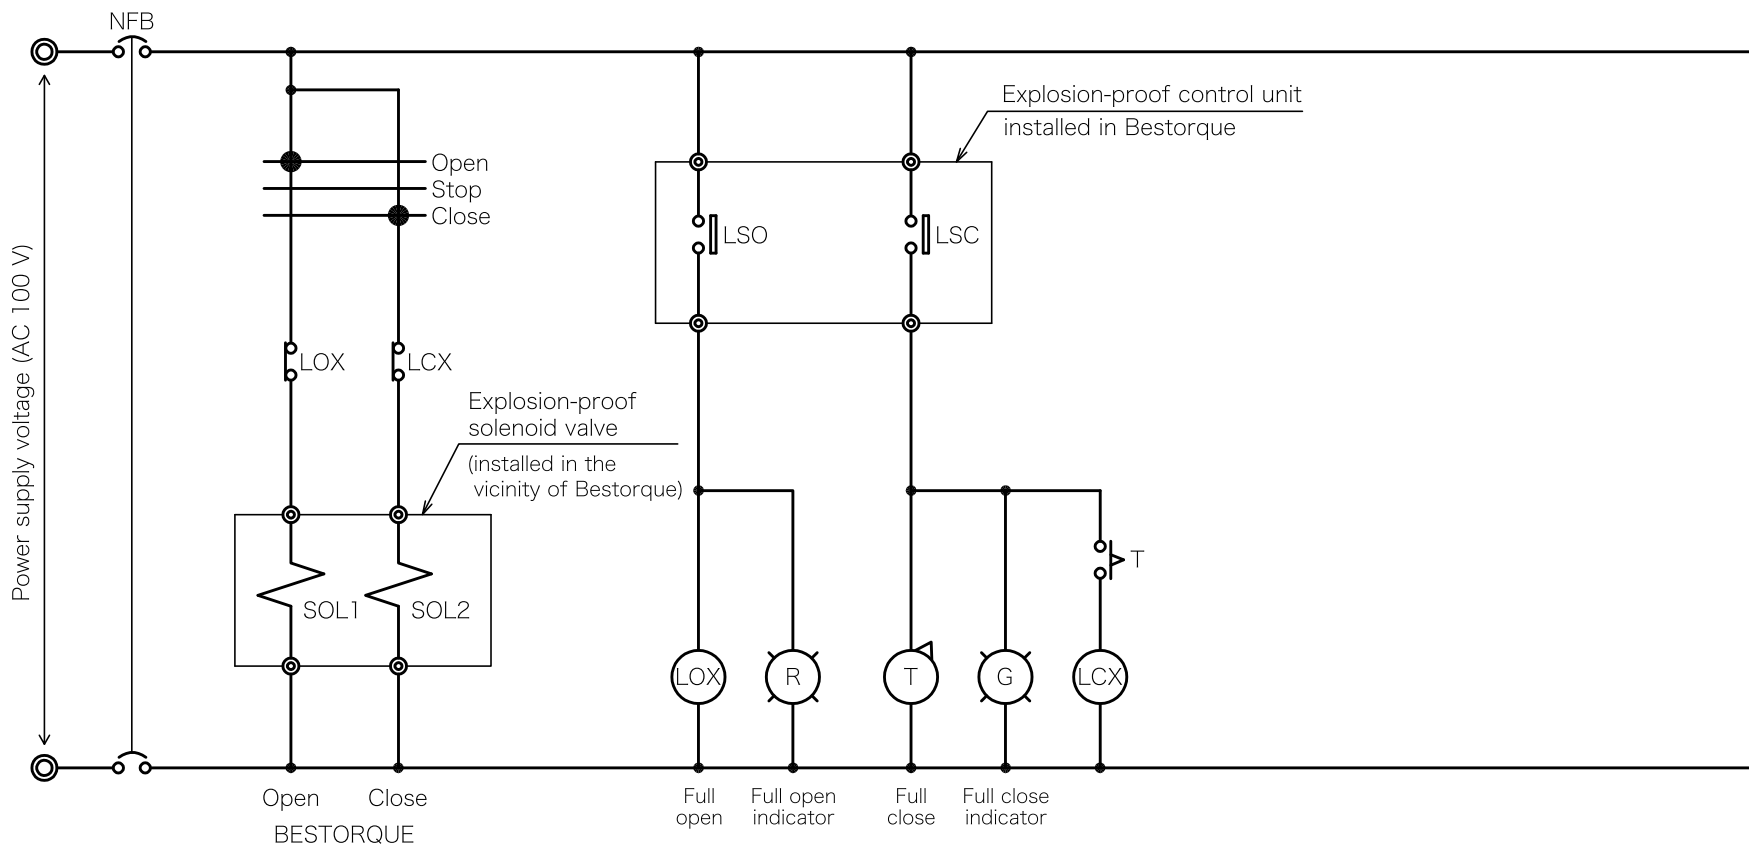 NFB
Power supply voltage (AC 100 V)
Open
Stop
Close
Explosion-proof control unit
installed in Bestorque
LSO
LSC
LOX
LCX
Explosion-proof
solenoid valve
(installed in the
vicinity of Bestorque)
T
SOL1
SOL2
LOX
R
T
G
LCX
Open
Close
BESTORQUE
Full
open
Full open
indicator
Full
close
Full close
indicator